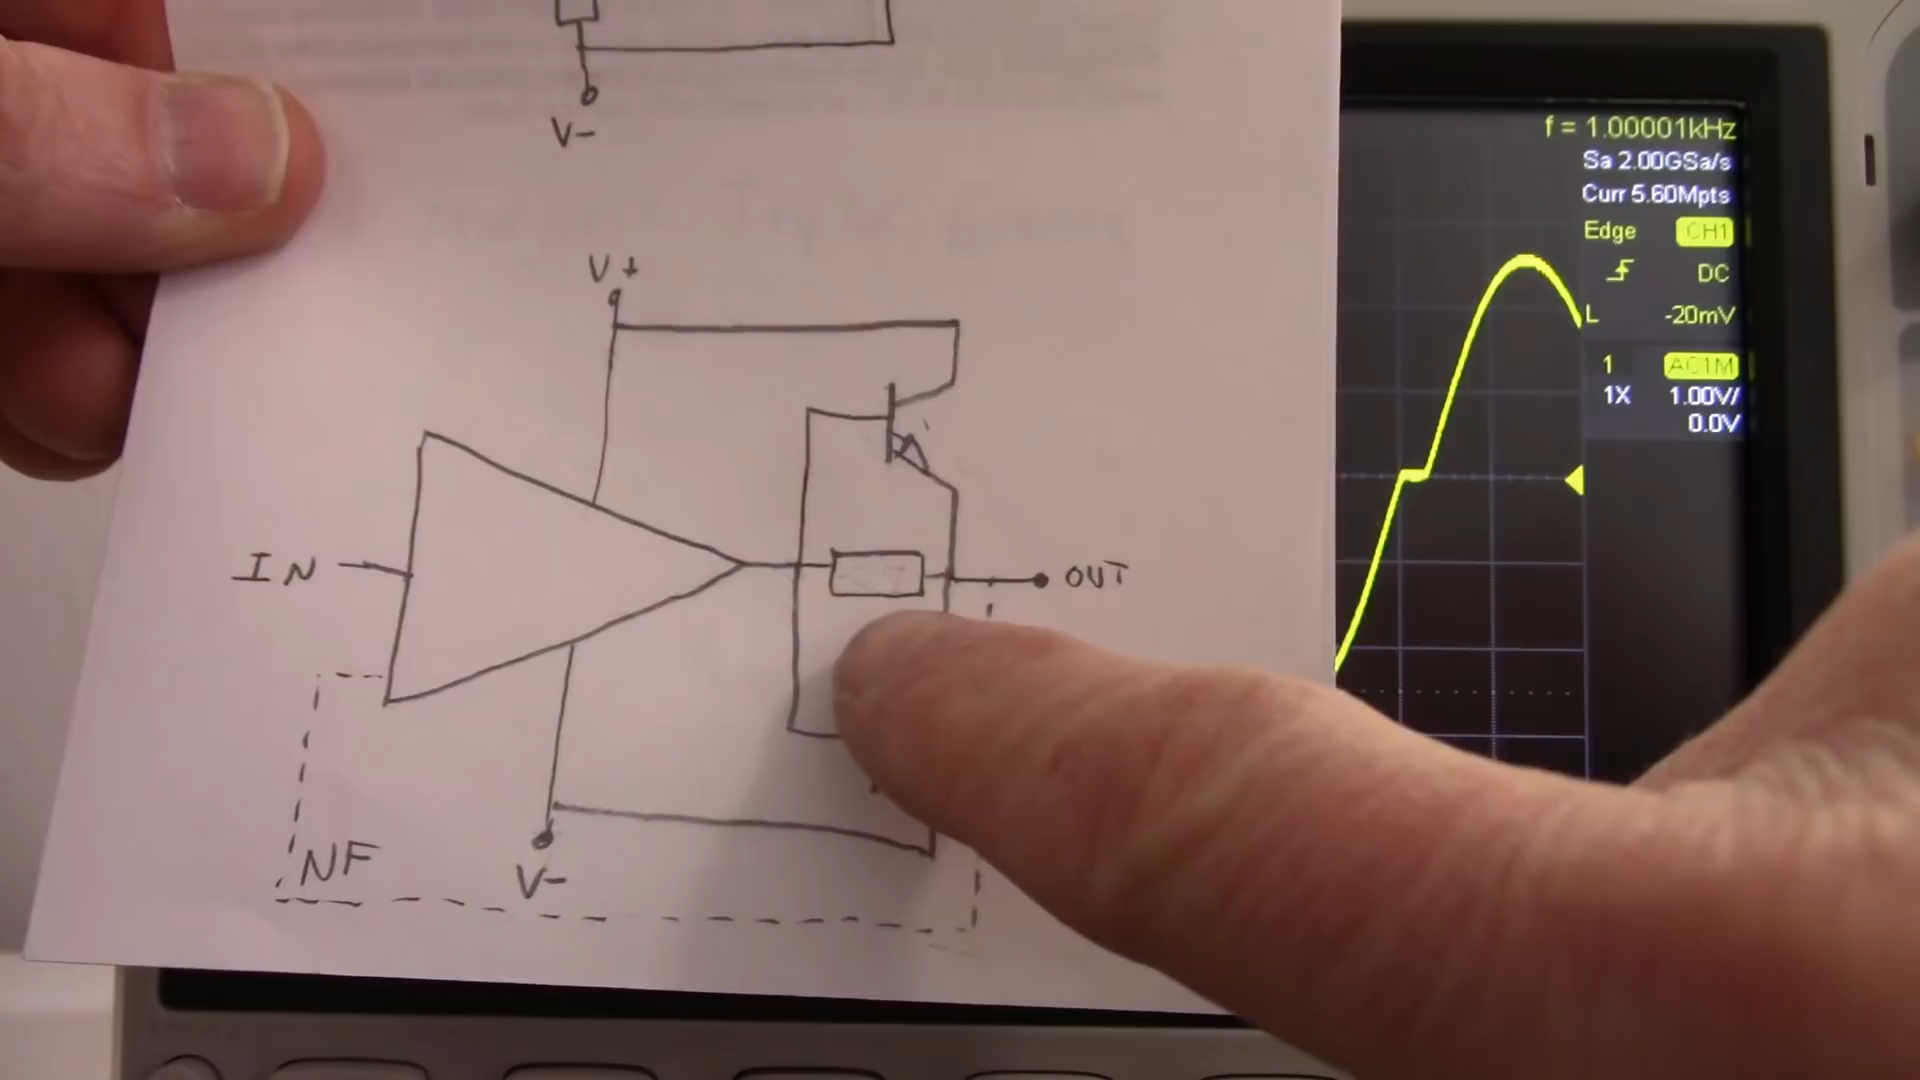 V-
V+
IN
OUT
NF
V-
f = 1.00001kHz
Sa 2.00GSa/s
Curr 5.60Mpts
Edge CH1
DC
L -20mV
1 AC1M
1X 1.00V/
0.0V